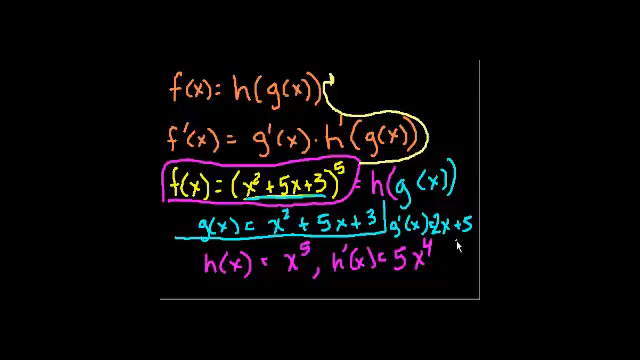 f(x) = h(g(x))
f'(x) = g'(x) · h'(g(x))
f(x) = (x² + 5x + 3)⁵ = h(g(x))
g(x) = x² + 5x + 3 g'(x) = 2x + 5
h(x) = x⁵, h'(x) = 5x⁴